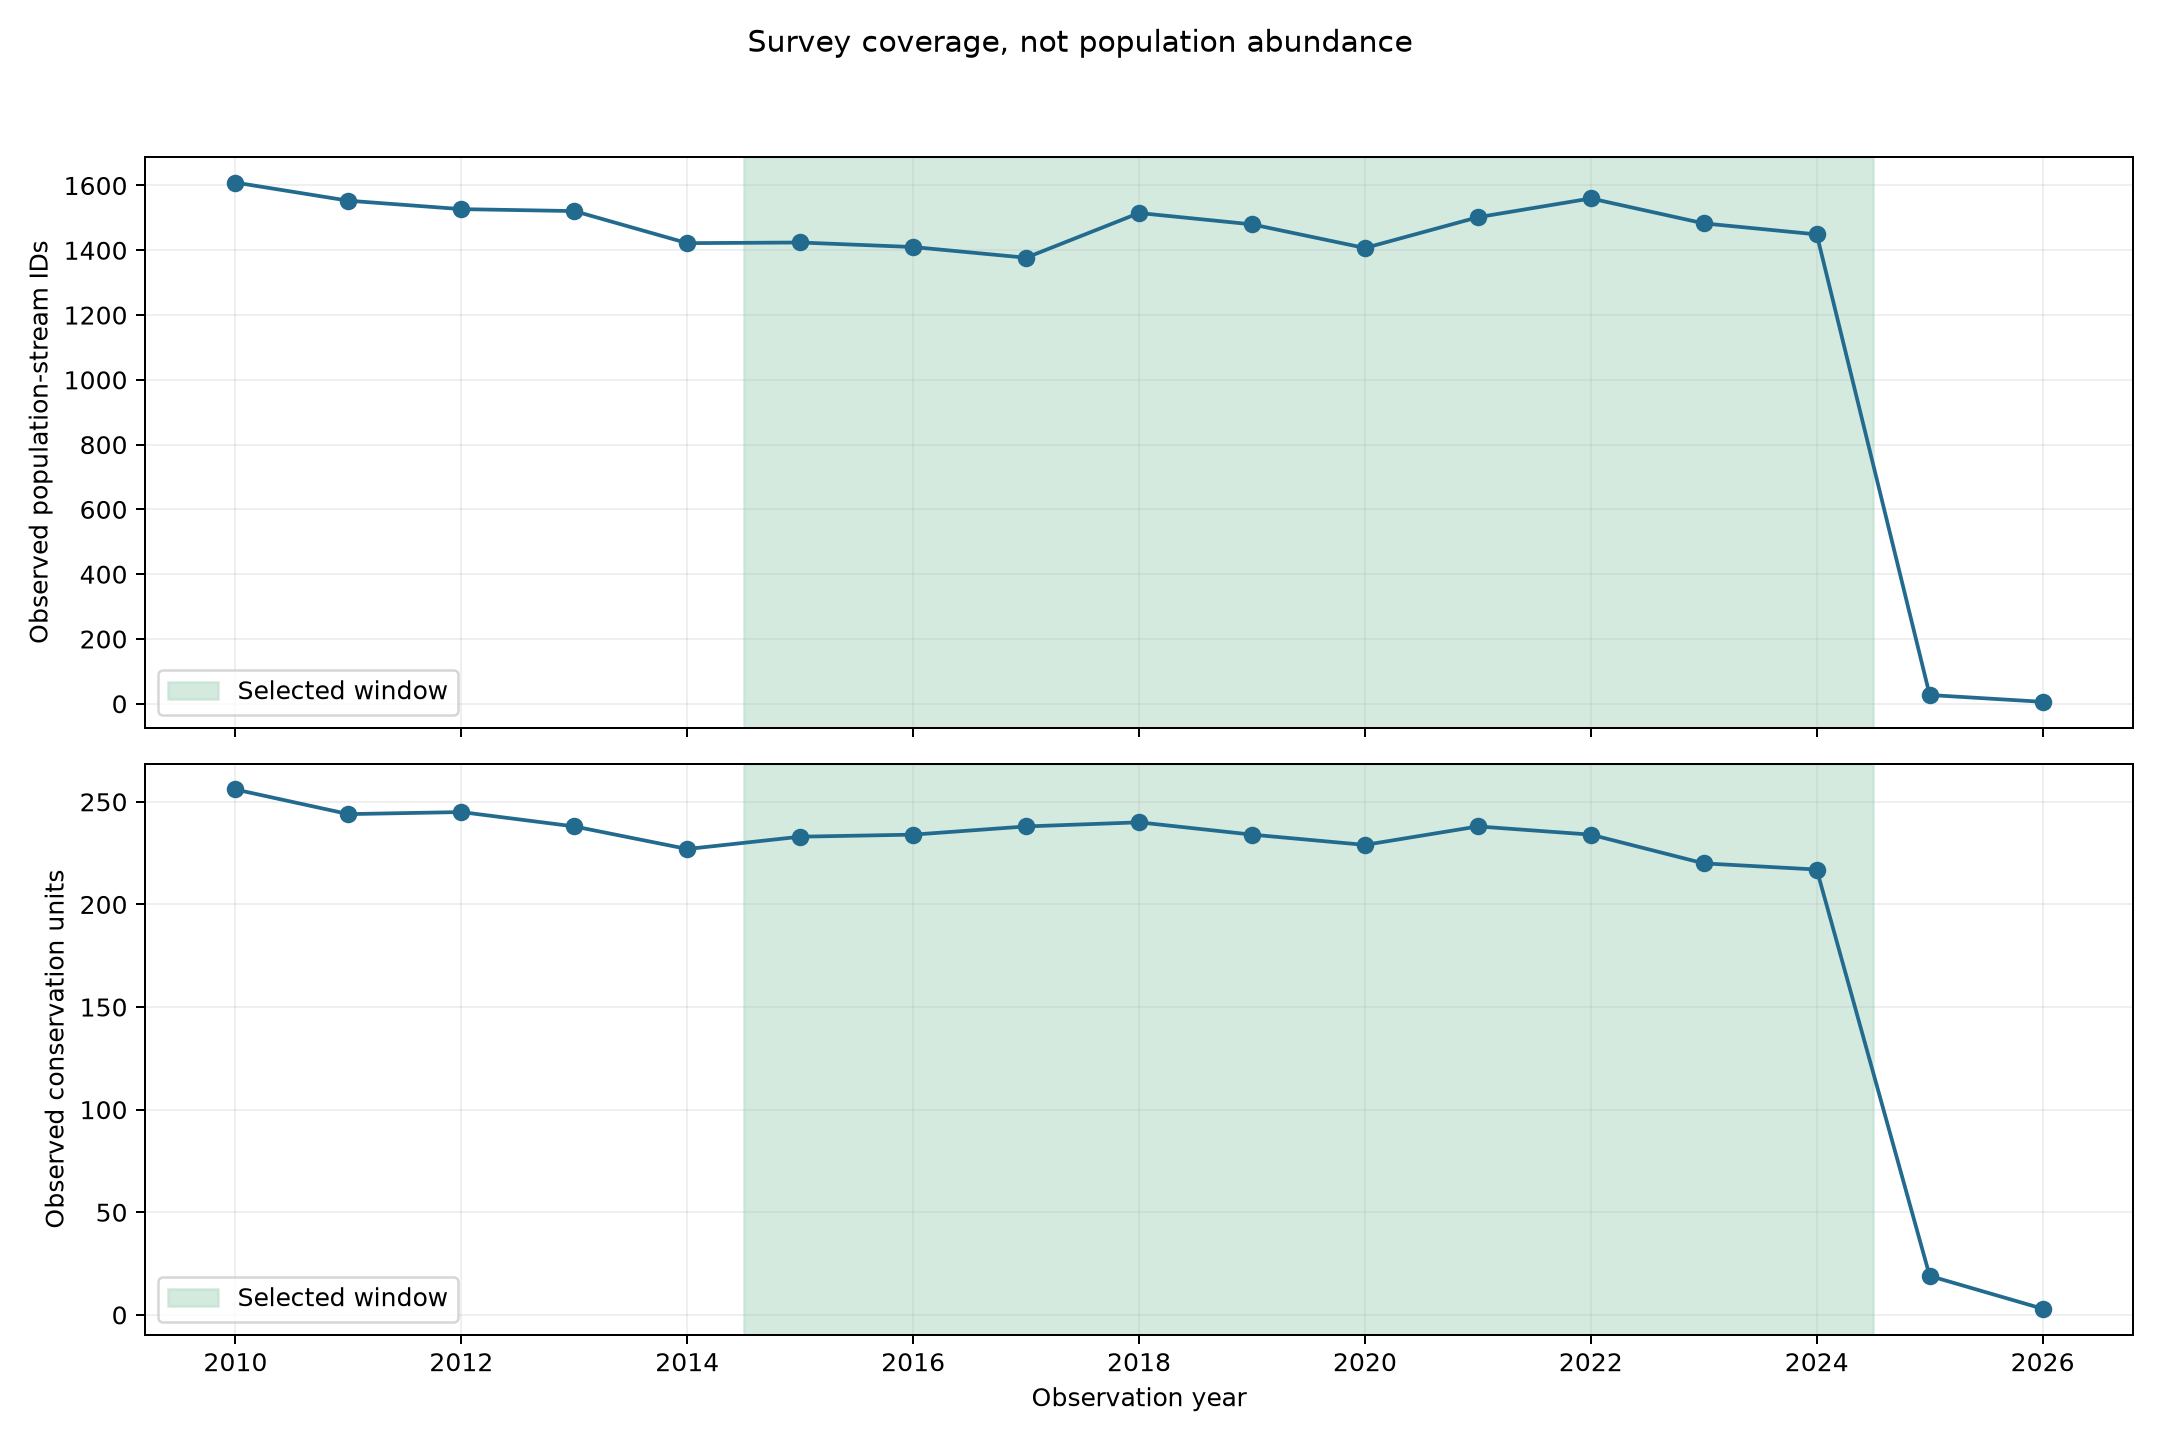 Survey coverage, not population abundance
Observed population-stream IDs
1600
1400
1200
1000
800
600
400
200
0
Selected window
Observed conservation units
250
200
150
100
50
0
Selected window
2010 2012 2014 2016 2018 2020 2022 2024 2026
Observation year